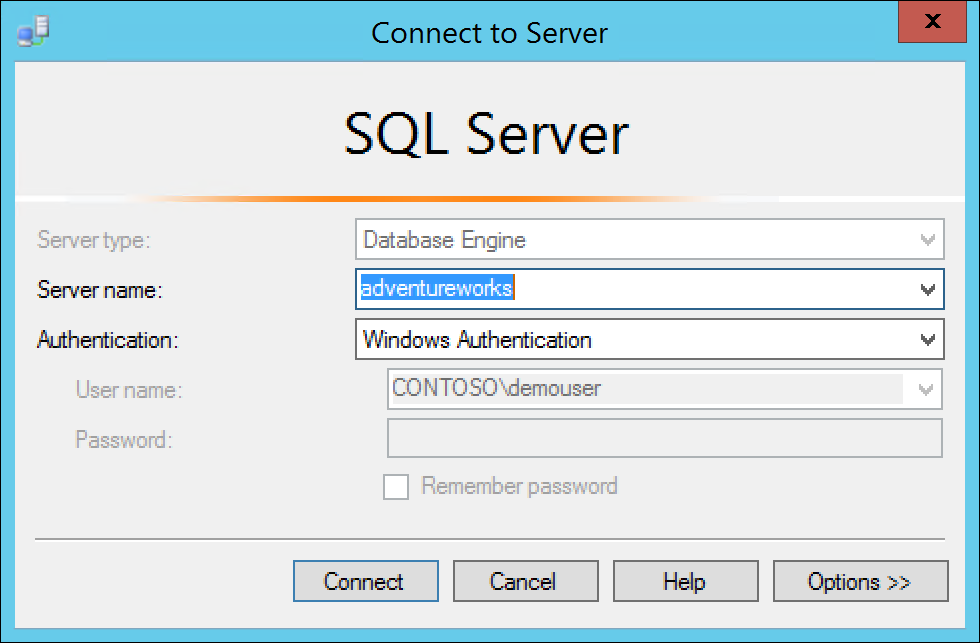 Connect to Server
x
SQL Server
Server type: Database Engine
Server name: adventureworks
Authentication: Windows Authentication
User name: CONTOSO\demouser
Password:
Remember password
Connect Cancel Help Options >>